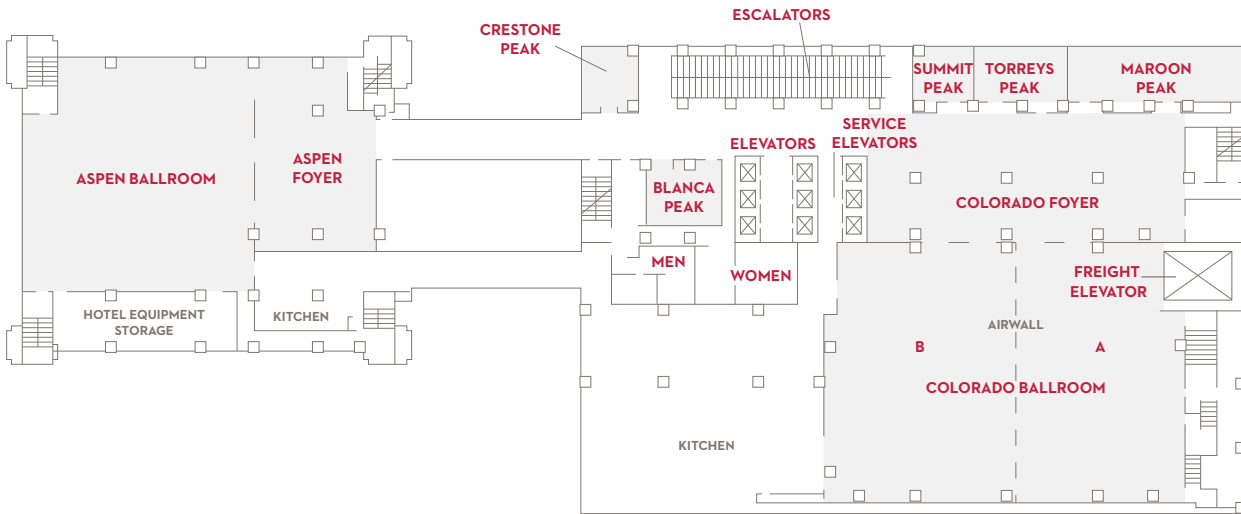 ESCALATORS
CRESTONE
PEAK
SUMMIT
PEAK
TORREYS
PEAK
MAROON
PEAK
SERVICE
ELEVATORS
ELEVATORS
ASPEN BALLROOM
ASPEN
FOYER
BLANCA
PEAK
COLORADO FOYER
MEN
WOMEN
FREIGHT
ELEVATOR
HOTEL EQUIPMENT
STORAGE
KITCHEN
AIRWALL
B
A
COLORADO BALLROOM
KITCHEN